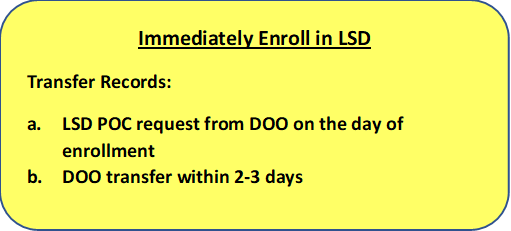 Immediately Enroll in LSD
Transfer Records:
a. LSD POC request from DOO on the day of
enrollment
b. DOO transfer within 2-3 days